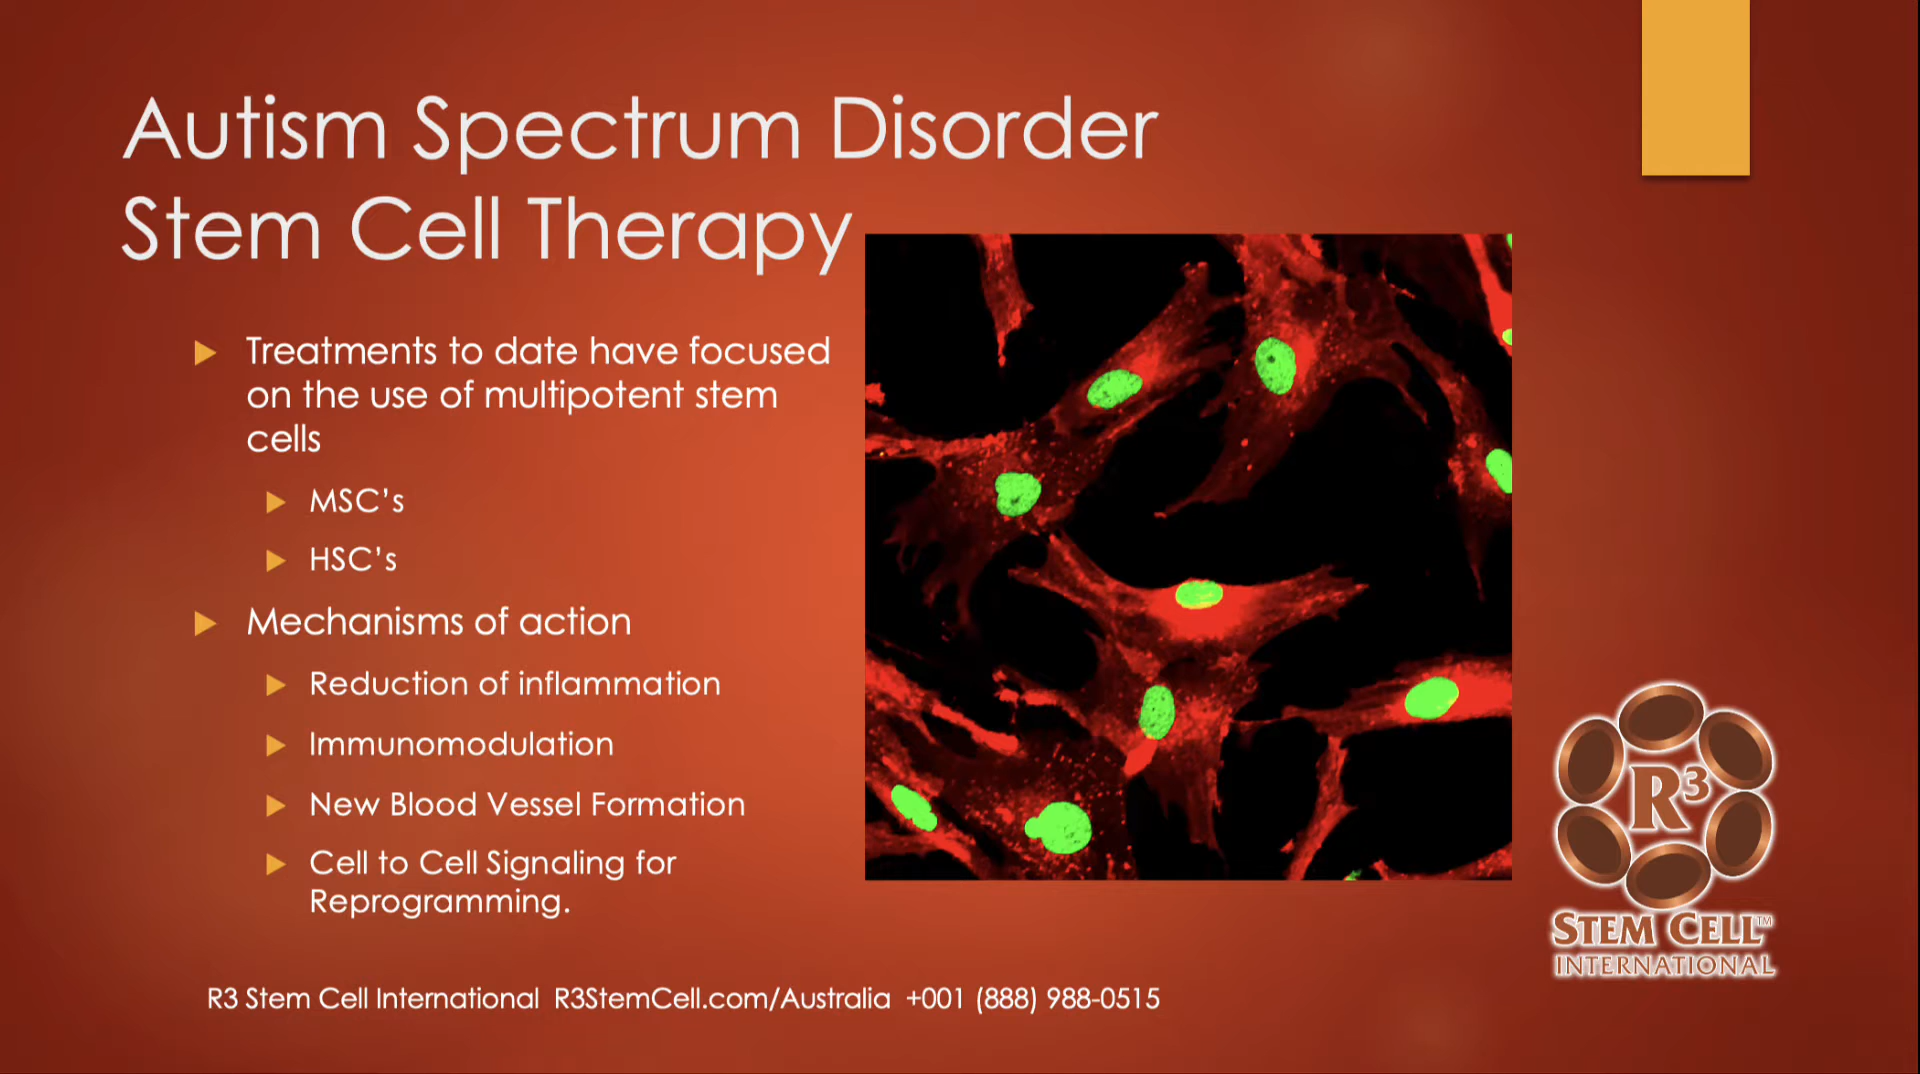 Autism Spectrum Disorder
Stem Cell Therapy
Treatments to date have focused
on the use of multipotent stem
cells
MSC's
HSC's
Mechanisms of action
Reduction of inflammation
Immunomodulation
New Blood Vessel Formation
Cell to Cell Signaling for
Reprogramming.
R3
STEM CELL™
INTERNATIONAL
R3 Stem Cell International R3StemCell.com/Australia +001 (888) 988-0515